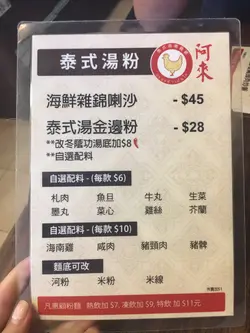 阿來
泰式湯粉
海鮮雜錦喇沙 - $45
泰式湯金邊粉 - $28
**改冬蔭功湯底加$8
**自選配料
自選配料 - (每款 $6)
札肉 魚旦 牛丸 生菜
墨丸 菜心 雞絲 芥蘭
自選配料 - (每款 $10)
海南雞 咸肉 豬頸肉 豬髀
麵底可改
河粉 米粉 米線
凡惠顧粉麵 熱飲加 $7. 凍飲加 $9, 特飲 加 $11元